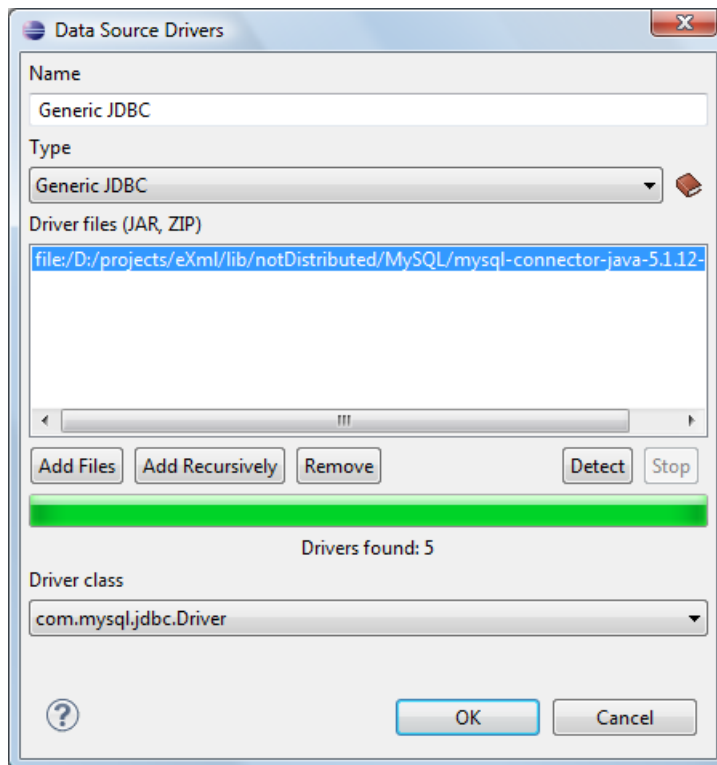 Data Source Drivers
Name
Generic JDBC
Type
Generic JDBC
Driver files (JAR, ZIP)
file:/D:/projects/eXml/lib/notDistributed/MySQL/mysql-connector-java-5.1.12-
Add Files Add Recursively Remove Detect Stop
Drivers found: 5
Driver class
com.mysql.jdbc.Driver
? OK Cancel